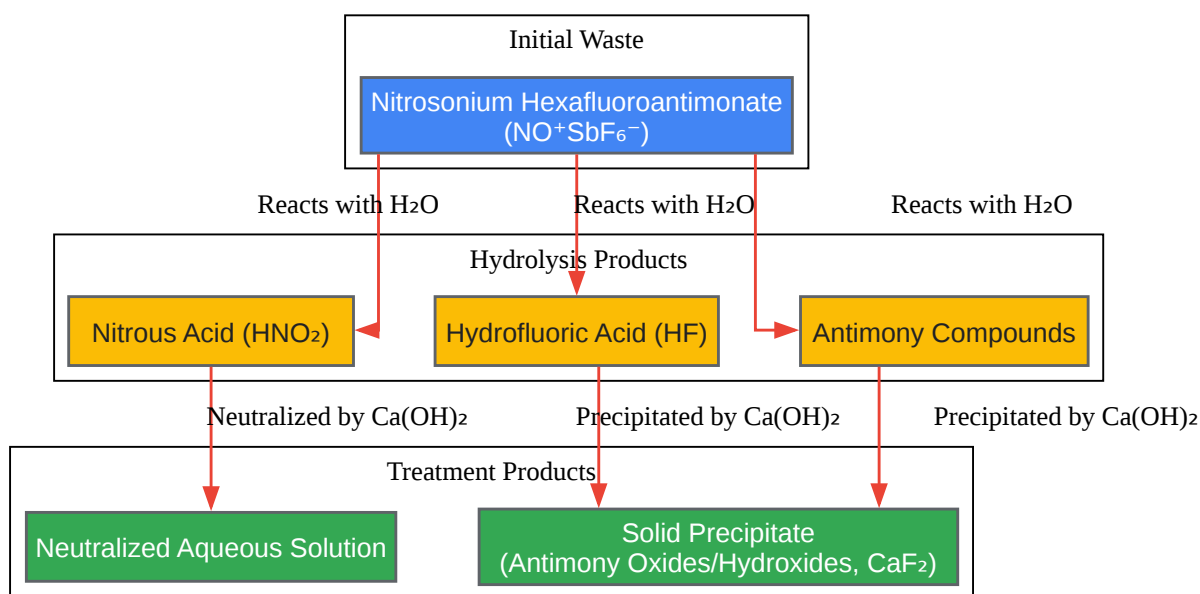 Initial Waste
Nitrosonium Hexafluoroantimonate
(NO⁺SbF₆⁻)
Reacts with H₂O
Reacts with H₂O
Reacts with H₂O
Hydrolysis Products
Nitrous Acid (HNO₂)
Hydrofluoric Acid (HF)
Antimony Compounds
Neutralized by Ca(OH)₂
Precipitated by Ca(OH)₂
Precipitated by Ca(OH)₂
Treatment Products
Neutralized Aqueous Solution
Solid Precipitate
(Antimony Oxides/Hydroxides, CaF₂)